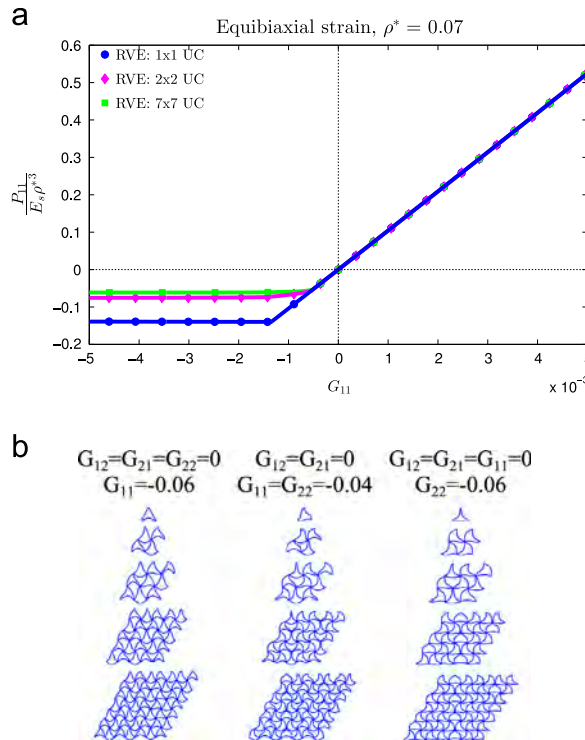 a
Equibiaxial strain, ρ* = 0.07
0.6
0.5
0.4
0.3
0.2
0.1
0
−0.1
−0.2
RVE: 1x1 UC
RVE: 2x2 UC
RVE: 7x7 UC
P₁₁
Eₛρ*³
−5 −4 −3 −2 −1 0 1 2 3 4 5
G₁₁
x 10⁻³
b
G₁₂=G₂₁=G₂₂=0 G₁₂=G₂₁=0 G₁₂=G₂₁=G₁₁=0
G₁₁=-0.06 G₁₁=G₂₂=-0.04 G₂₂=-0.06